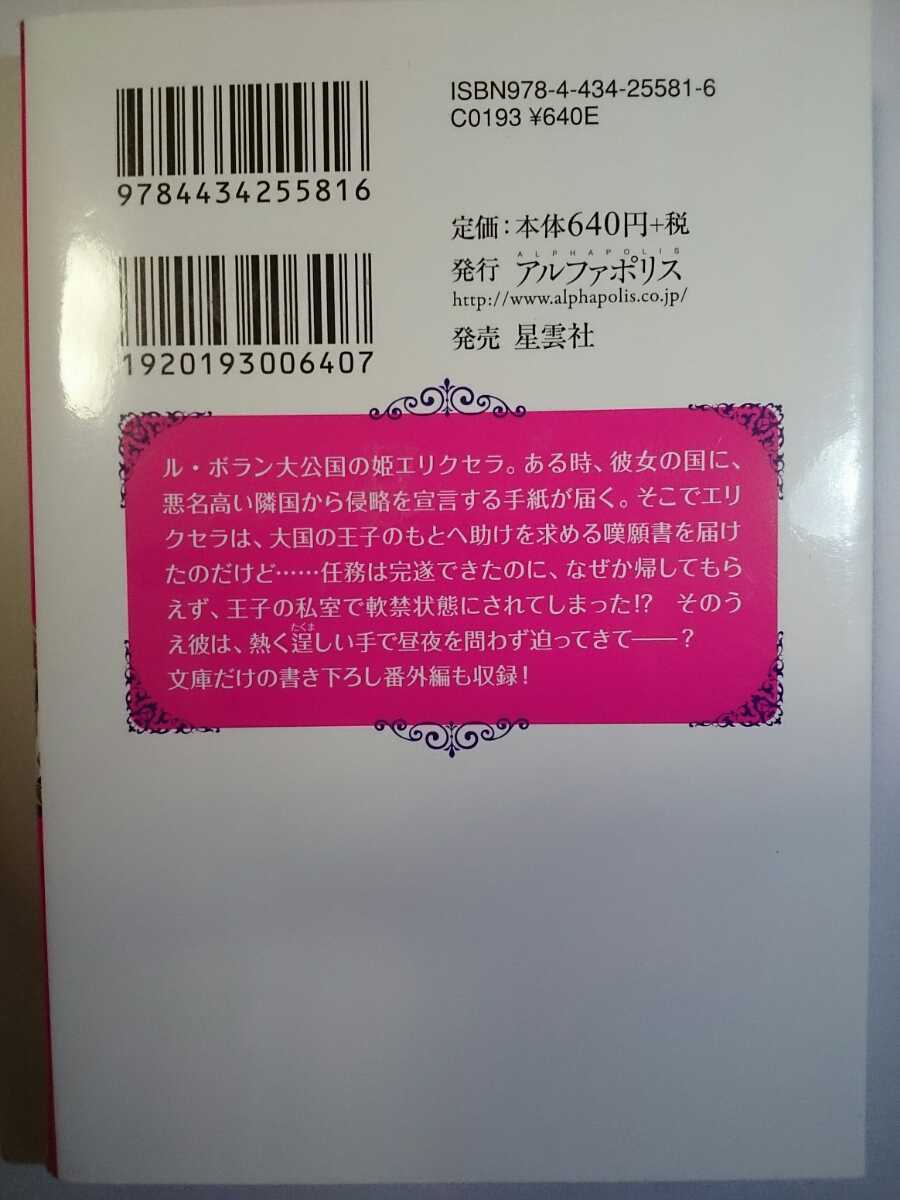 ISBN978-4-434-25581-6
C0193 ¥640E
9784434255816
定価:本体640円+税
ALPHAPOLIS
発行 アルファポリス
http://www.alphapolis.co.jp/
発売 星雲社
1920193006407
ル・ボラン大公国の姫エリクセラ。ある時、彼女の国に、
悪名高い隣国から侵略を宣言する手紙が届く。そこでエリ
クセラは、大国の王子のもとへ助けを求める嘆願書を届け
たのだけど……任務は完遂できたのに、なぜか帰してもら
えず、王子の私室で軟禁状態にされてしまった!? そのう
たくま
え彼は、熱く逞しい手で昼夜を問わず迫ってきて――?
文庫だけの書き下ろし番外編も収録!